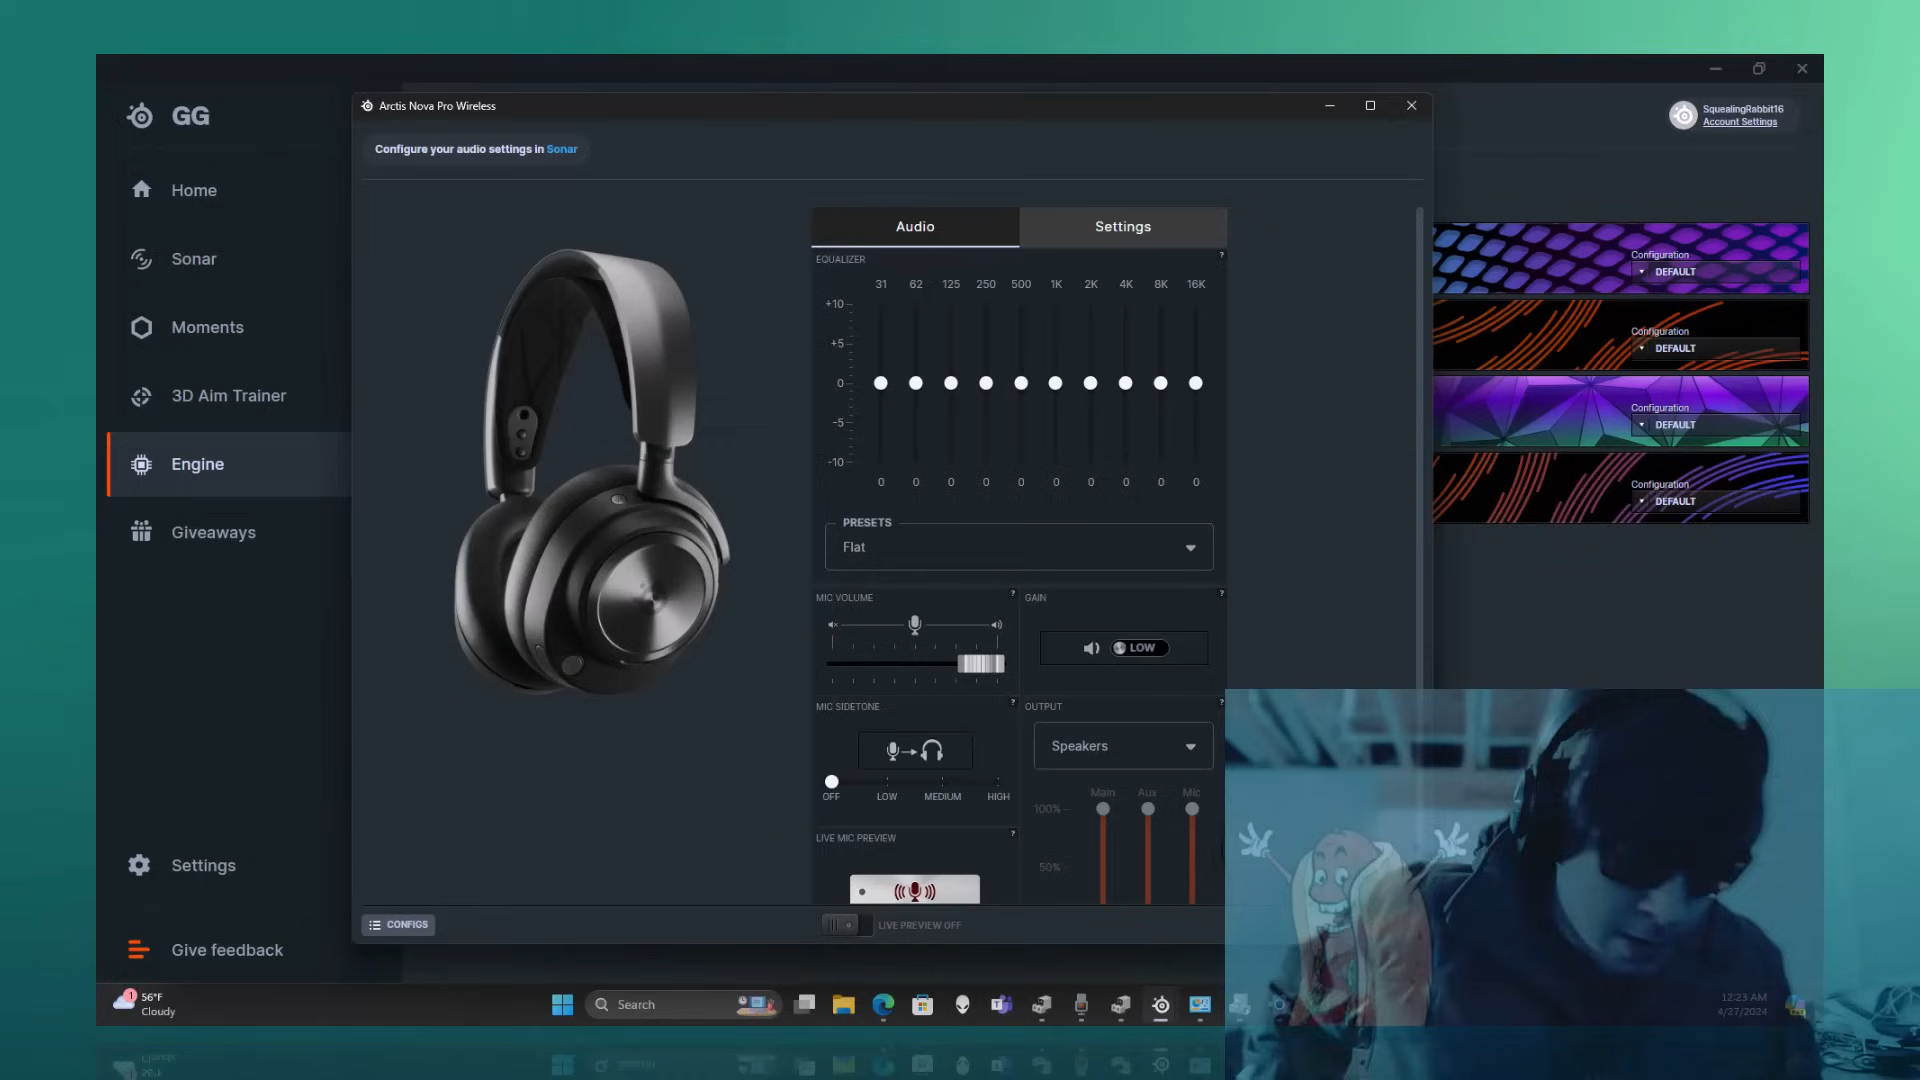 GG
SquealingRabbit16
Account Settings
Arctis Nova Pro Wireless
Configure your audio settings in Sonar
Home
Sonar
Moments
3D Aim Trainer
Engine
Giveaways
Settings
Give feedback
Audio
Settings
EQUALIZER
?
31 62 125 250 500 1K 2K 4K 8K 16K
+10
+5
0
-5
-10
0 0 0 0 0 0 0 0 0 0
PRESETS
Flat
MIC VOLUME
?
GAIN
?
LOW
MIC SIDETONE
?
OFF LOW MEDIUM HIGH
OUTPUT
?
Speakers
Main Aux Mic
100%
50%
LIVE MIC PREVIEW
?
CONFIGS
LIVE PREVIEW OFF
Configuration
DEFAULT
Configuration
DEFAULT
Configuration
DEFAULT
Configuration
DEFAULT
1
56°F
Cloudy
Search
12:23 AM
4/27/2024